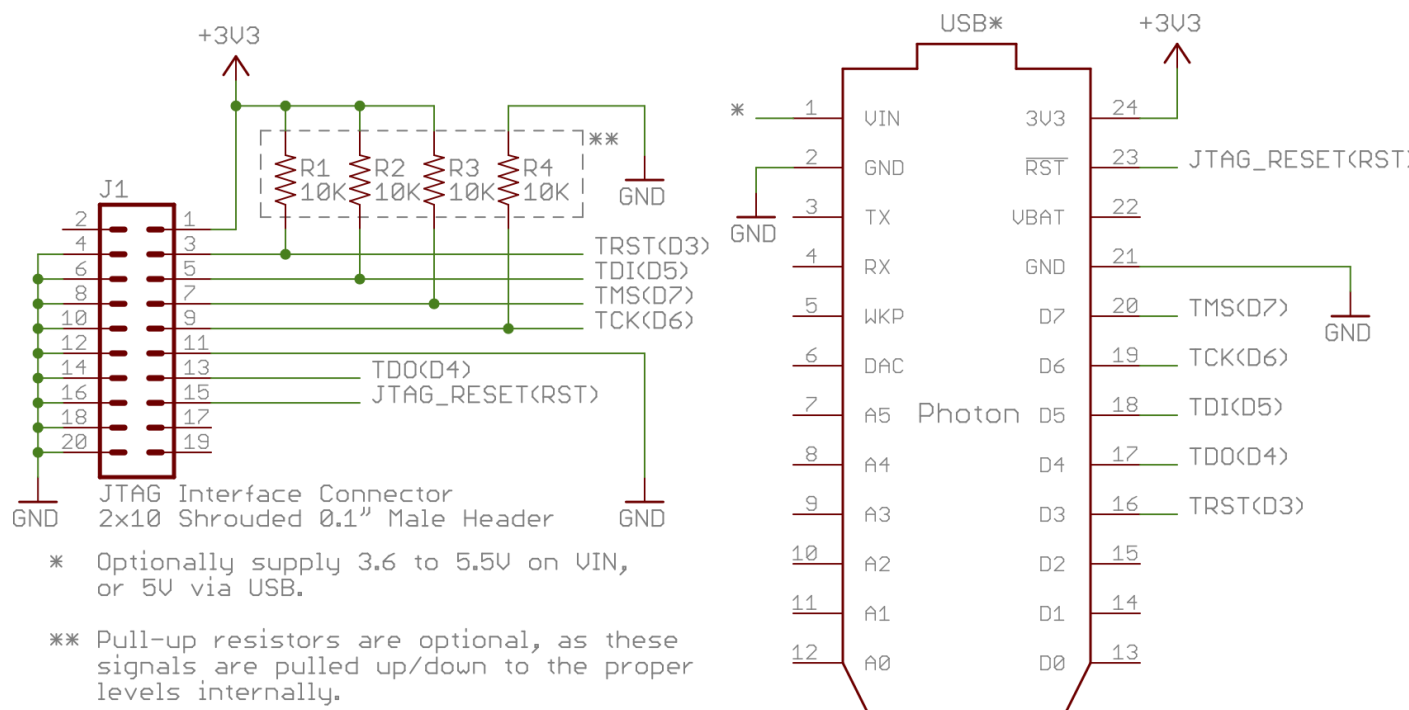 +3V3
R1
10K
R2
10K
R3
10K
R4
10K
**
GND
J1
2 1
4 3
6 5
8 7
10 9
12 11
14 13
16 15
18 17
20 19
TRST(D3)
TDI(D5)
TMS(D7)
TCK(D6)
TDO(D4)
JTAG_RESET(RST)
GND
GND
JTAG Interface Connector
2x10 Shrouded 0.1" Male Header
* Optionally supply 3.6 to 5.5V on VIN,
or 5V via USB.
** Pull-up resistors are optional, as these
signals are pulled up/down to the proper
levels internally.
USB*
+3V3
* 1 VIN 3V3 24
2 GND RST 23 JTAG_RESET(RST)
GND
3 TX VBAT 22
4 RX GND 21
GND
5 WKP D7 20 TMS(D7)
6 DAC D6 19 TCK(D6)
7 A5 Photon D5 18 TDI(D5)
8 A4 D4 17 TDO(D4)
9 A3 D3 16 TRST(D3)
10 A2 D2 15
11 A1 D1 14
12 A0 D0 13